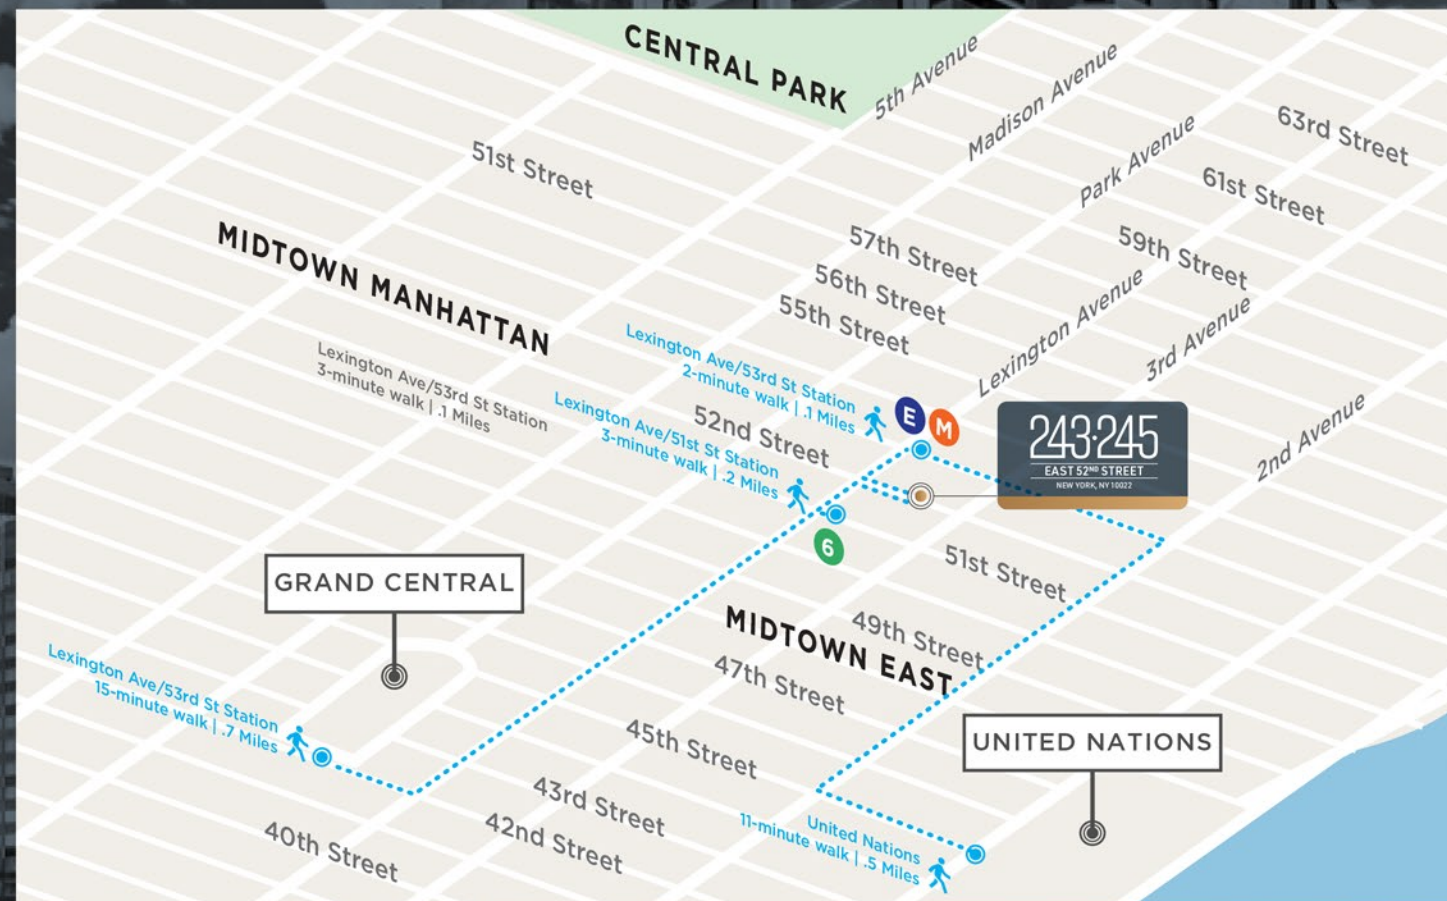 CENTRAL PARK
5th Avenue
Madison Avenue
Park Avenue
63rd Street
61st Street
59th Street
51st Street
MIDTOWN MANHATTAN
57th Street
56th Street
55th Street
Lexington Avenue
3rd Avenue
2nd Avenue
Lexington Ave/53rd St Station
3-minute walk | .1 Miles
Lexington Ave/53rd St Station
2-minute walk | .1 Miles
E
M
52nd Street
Lexington Ave/51st St Station
3-minute walk | .2 Miles
6
243·245
EAST 52ND STREET
NEW YORK, NY 10022
51st Street
49th Street
MIDTOWN EAST
47th Street
45th Street
43rd Street
42nd Street
40th Street
GRAND CENTRAL
Lexington Ave/53rd St Station
15-minute walk | .7 Miles
UNITED NATIONS
United Nations
11-minute walk | .5 Miles